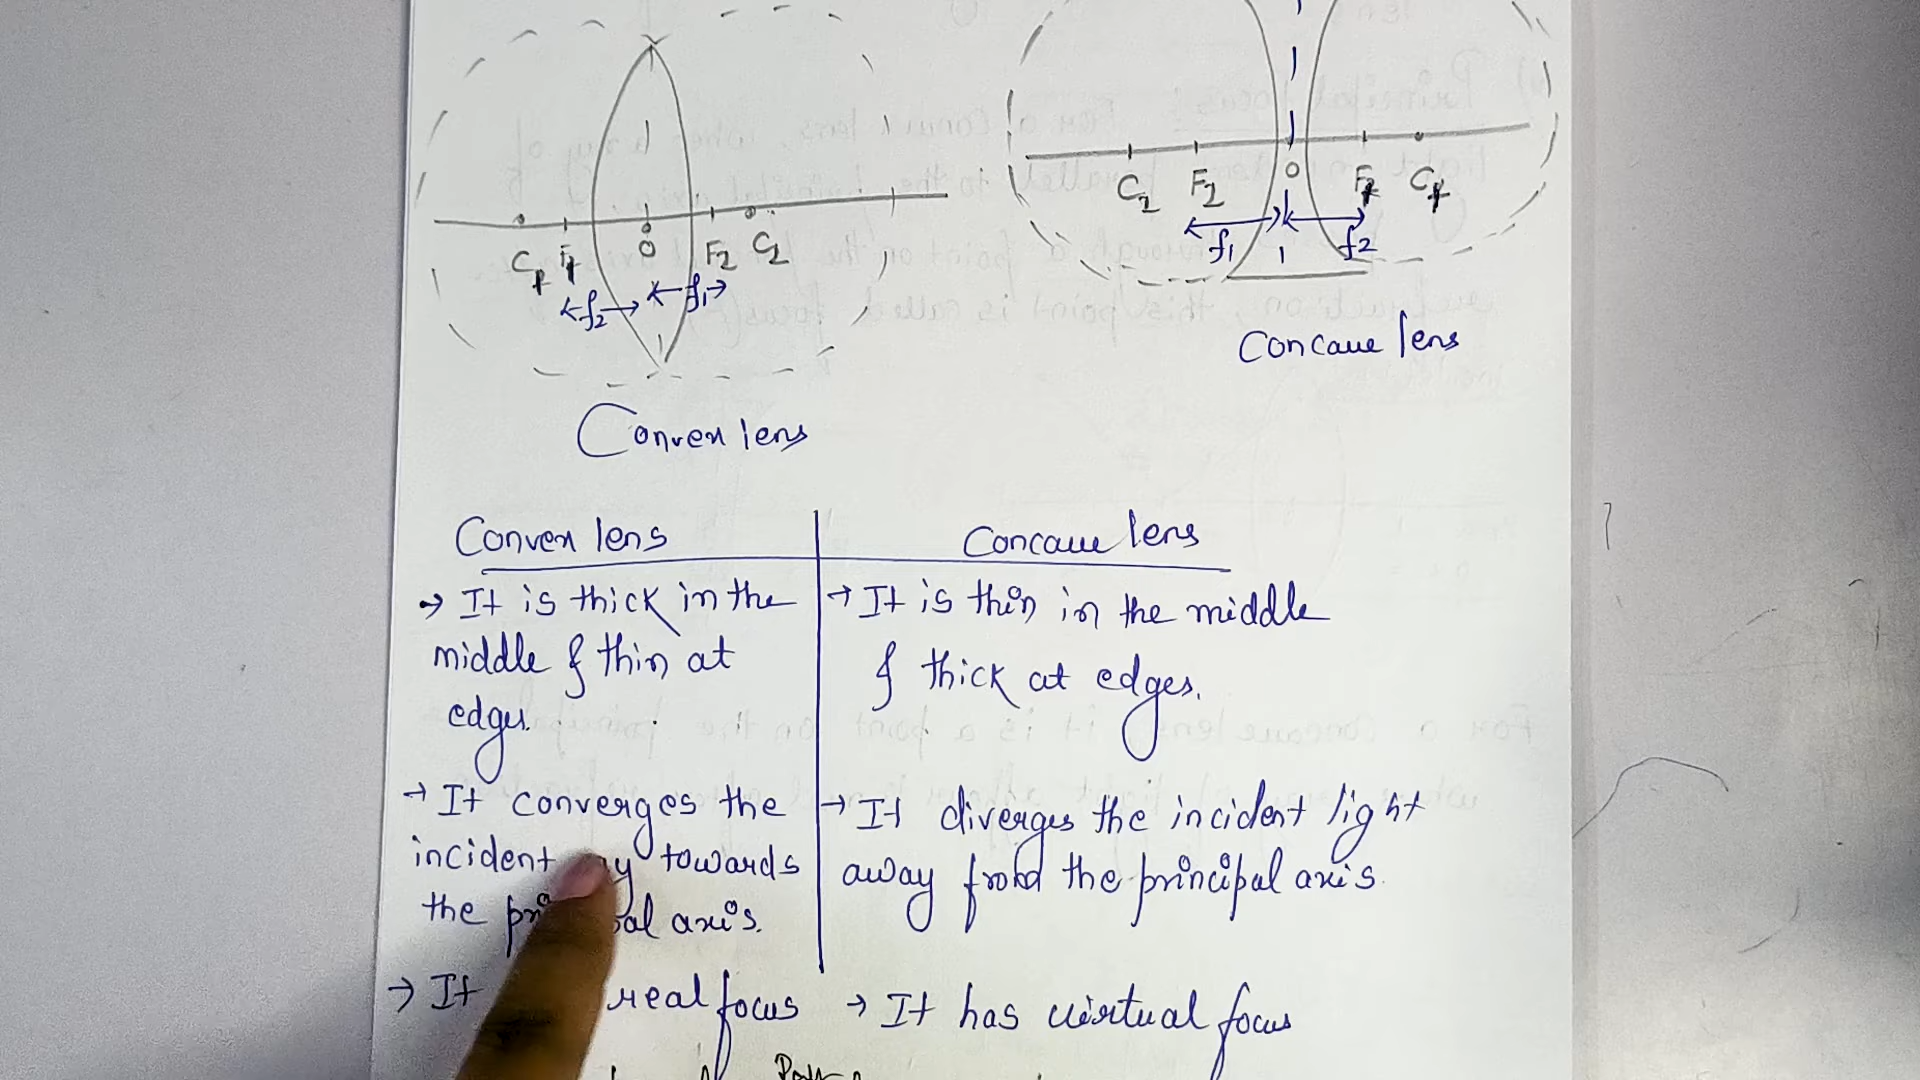 C1 F1 O F2 C2
f2 f1
Convex lens
C2 F2 O F1 C1
f1 f2
Concave lens
Convex lens
→ It is thick in the
middle & thin at
edges.
→ It converges the
incident towards
the axis.
→ It real focus
Concave lens
→ It is thin in the middle
& thick at edges.
→ It diverges the incident light
away from the principal axis.
→ It has virtual focus